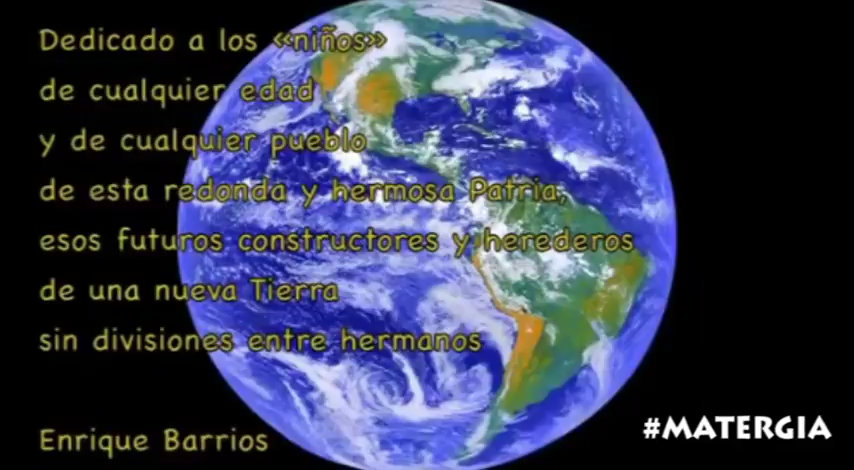 Dedicado a los «niños»
de cualquier edad
y de cualquier pueblo
de esta redonda y hermosa Patria,
esos futuros constructores y herederos
de una nueva Tierra
sin divisiones entre hermanos
Enrique Barrios
#MATERGIA